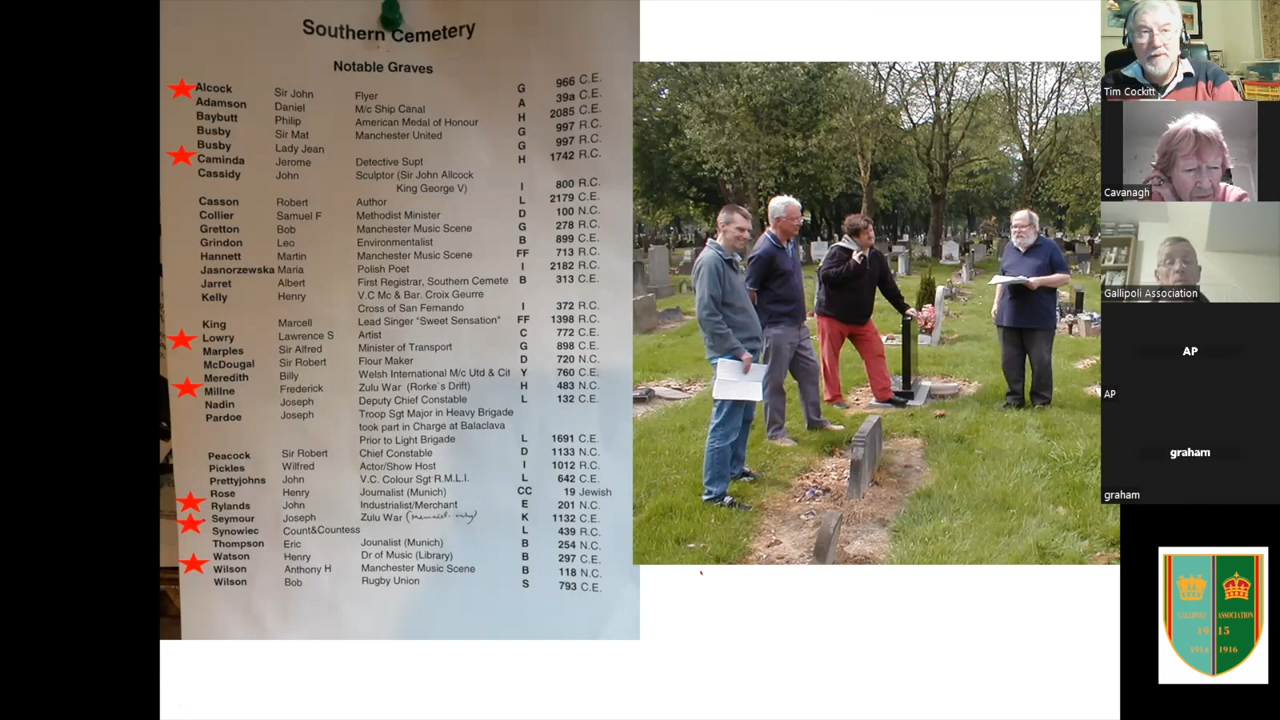 Southern Cemetery
Notable Graves
Alcock Sir John Flyer G 966 C.E.
Adamson Daniel M/c Ship Canal A 39a C.E.
Baybutt Philip American Medal of Honour H 2085 C.E.
Busby Sir Mat Manchester United G 997 R.C.
Busby Lady Jean G 997 R.C.
Caminda Jerome Detective Supt H 1742 R.C.
Cassidy John Sculptor (Sir John Allcock
King George V) I 800 R.C.
Casson Robert Author L 2179 C.E.
Collier Samuel F Methodist Minister D 100 N.C.
Gretton Bob Manchester Music Scene G 278 R.C.
Grindon Leo Environmentalist B 899 C.E.
Hannett Martin Manchester Music Scene FF 713 R.C.
Jasnorzewska Maria Polish Poet I 2182 R.C.
Jarret Albert First Registrar, Southern Cemete B 313 C.E.
Kelly Henry V.C Mc & Bar. Croix Geurre
Cross of San Fernando I 372 R.C.
King Marcell Lead Singer "Sweet Sensation" FF 1398 R.C.
Lowry Lawrence S Artist C 772 C.E.
Marples Sir Alfred Minister of Transport G 898 C.E.
McDougal Sir Robert Flour Maker D 720 N.C.
Meredith Billy Welsh International M/c Utd & Cit Y 760 C.E.
Millne Frederick Zulu War (Rorke's Drift) H 483 N.C.
Nadin Joseph Deputy Chief Constable L 132 C.E.
Pardoe Joseph Troop Sgt Major in Heavy Brigade
took part in Charge at Balaclava
Prior to Light Brigade L 1691 C.E.
Peacock Sir Robert Chief Constable D 1133 N.C.
Pickles Wilfred Actor/Show Host I 1012 R.C.
Prettyjohns John V.C. Colour Sgt R.M.L.I. L 642 C.E.
Rose Henry Journalist (Munich) CC 19 Jewish
Rylands John Industrialist/Merchant E 201 N.C.
Seymour Joseph Zulu War (Memorial only) K 1132 C.E.
Synowiec Count&Countess L 439 R.C.
Thompson Eric Jounalist (Munich) B 254 N.C.
Watson Henry Dr of Music (Library) B 297 C.E.
Wilson Anthony H Manchester Music Scene B 118 N.C.
Wilson Bob Rugby Union S 793 C.E.
Tim Cockitt
Cavanagh
Gallipoli Association
AP
AP
graham
graham
GALLIPOLI ASSOCIATION
19 15
1914 1916